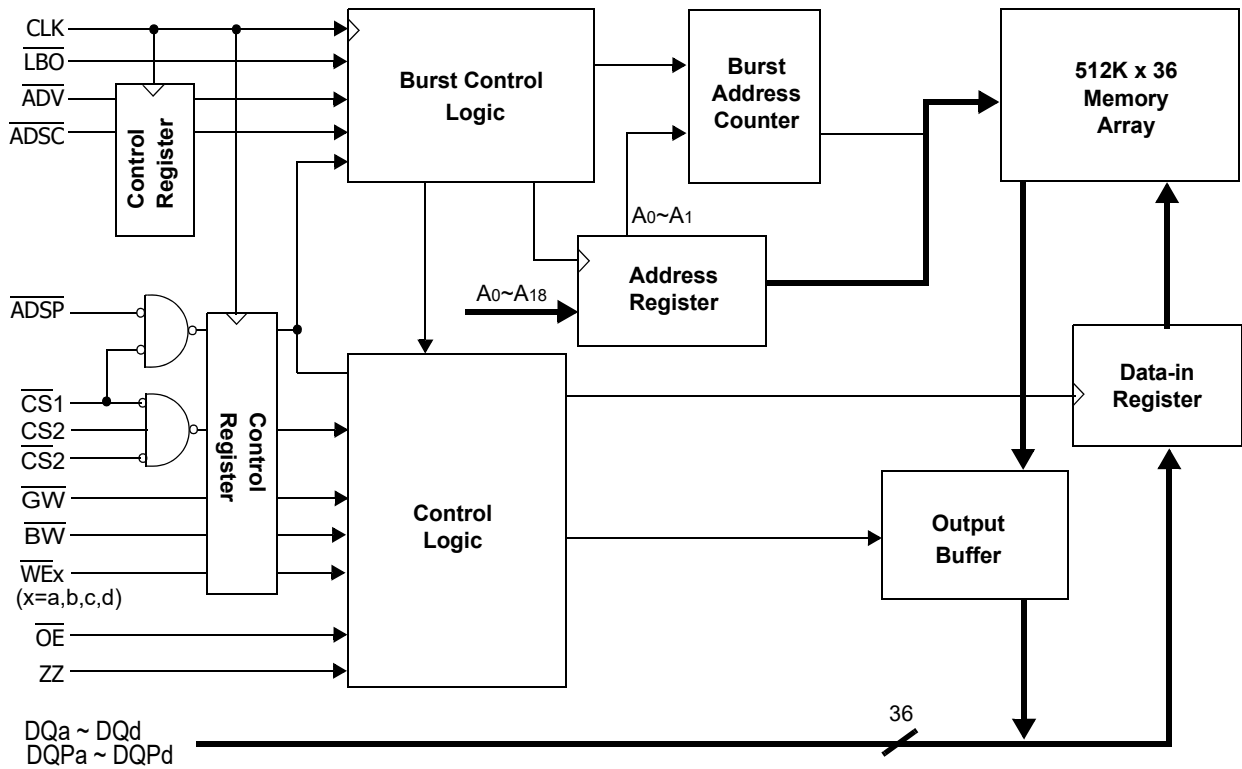 CLK
LBO
ADV
ADSC
Control
Register
Burst Control
Logic
Burst
Address
Counter
512K x 36
Memory
Array
A0~A1
Address
Register
A0~A18
ADSP
CS1
CS2
CS2
GW
BW
WEx
(x=a,b,c,d)
OE
ZZ
Control
Register
Control
Logic
Data-in
Register
Output
Buffer
DQa ~ DQd
DQPa ~ DQPd
36